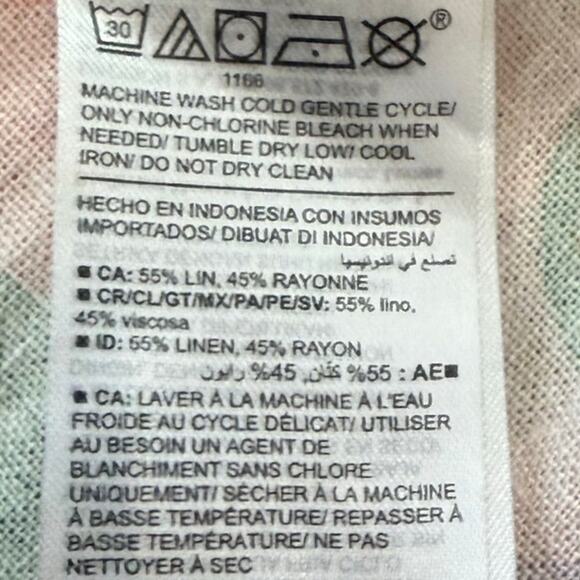 30
®
1166
MACHINE WASH COLD GENTLE CYCLE/
ONLY NON-CHLORINE BLEACH WHEN
NEEDED/ TUMBLE DRY LOW/ COOL
IRON/ DO NOT DRY CLEAN
HECHO EN INDONESIA CON INSUMOS
IMPORTADOS/ DIBUAT DI INDONESIA/
تصنع في اندونيسيا
■ CA: 55% LIN, 45% RAYONNE
■ CR/CL/GT/MX/PA/PE/SV: 55% lino,
45% viscosa
■ ID: 55% LINEN, 45% RAYON
■AE : 55% كتّان, 45% رايون
■ CA: LAVER À LA MACHINE À L'EAU
FROIDE AU CYCLE DÉLICAT/ UTILISER
AU BESOIN UN AGENT DE
BLANCHIMENT SANS CHLORE
UNIQUEMENT/ SÉCHER À LA MACHINE
À BASSE TEMPÉRATURE/ REPASSER À
BASSE TEMPÉRATURE/ NE PAS
NETTOYER À SEC